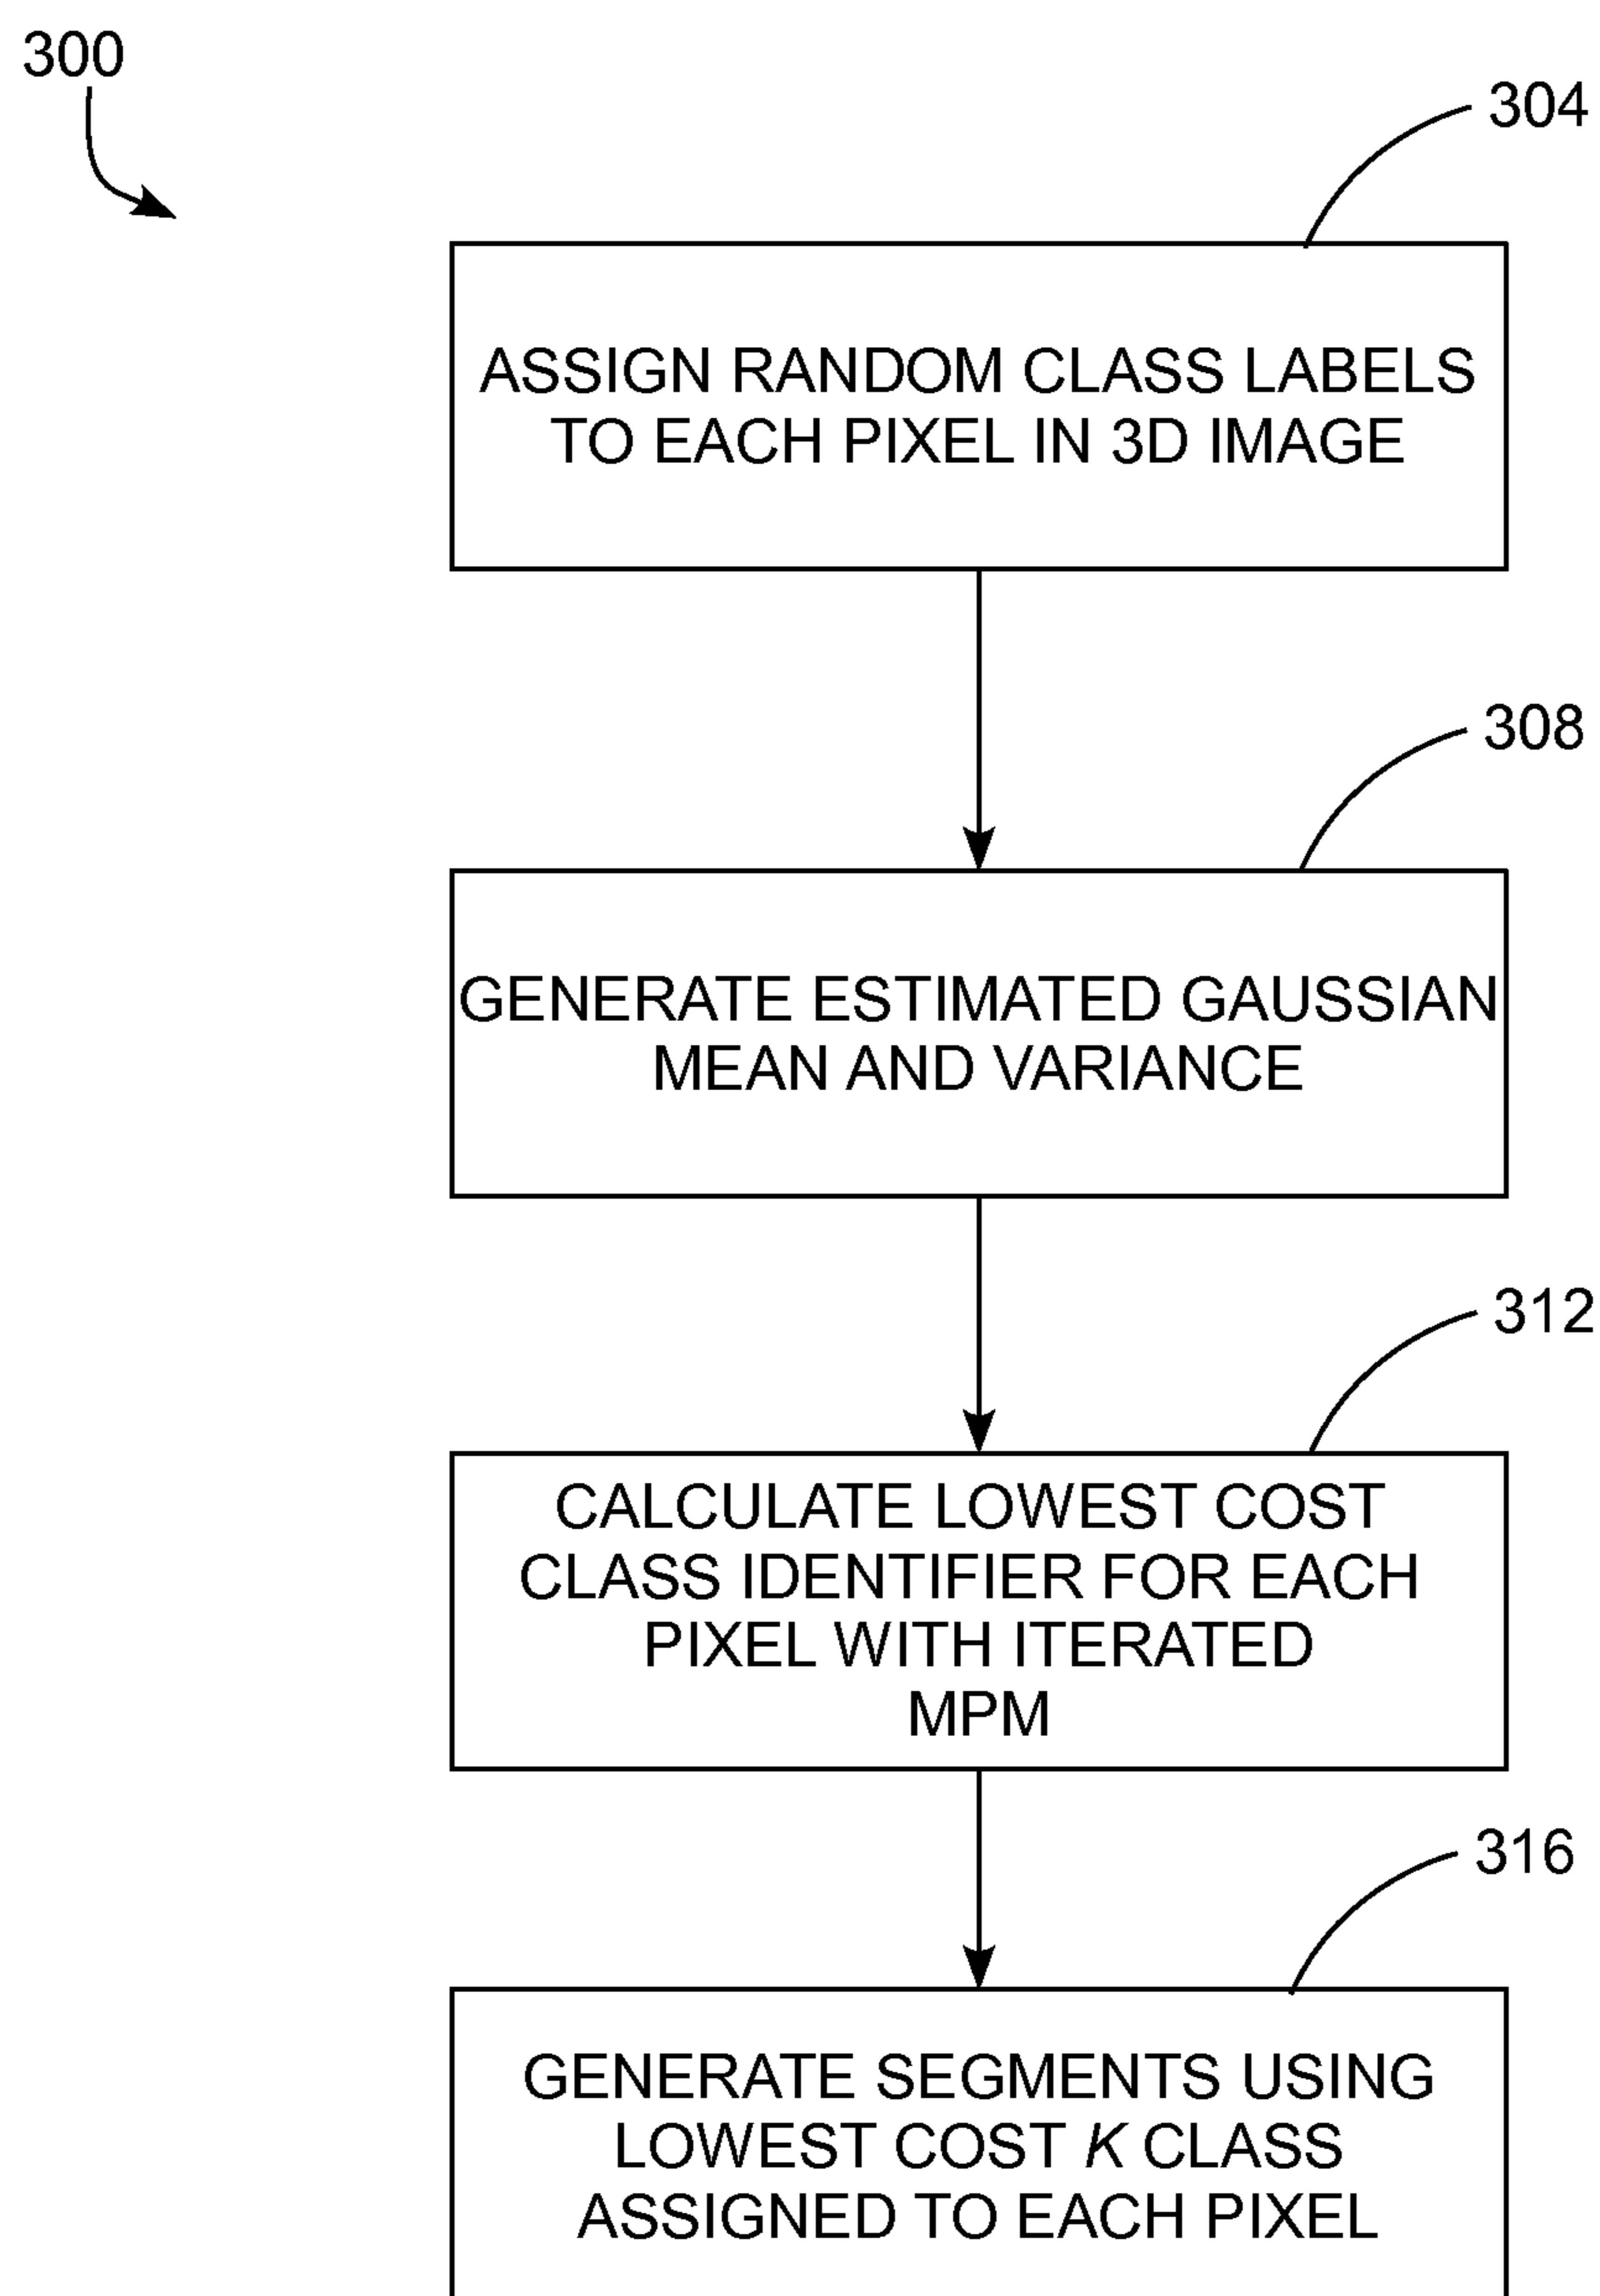 300
304
ASSIGN RANDOM CLASS LABELS
TO EACH PIXEL IN 3D IMAGE
308
GENERATE ESTIMATED GAUSSIAN
MEAN AND VARIANCE
312
CALCULATE LOWEST COST
CLASS IDENTIFIER FOR EACH
PIXEL WITH ITERATED
MPM
316
GENERATE SEGMENTS USING
LOWEST COST K CLASS
ASSIGNED TO EACH PIXEL